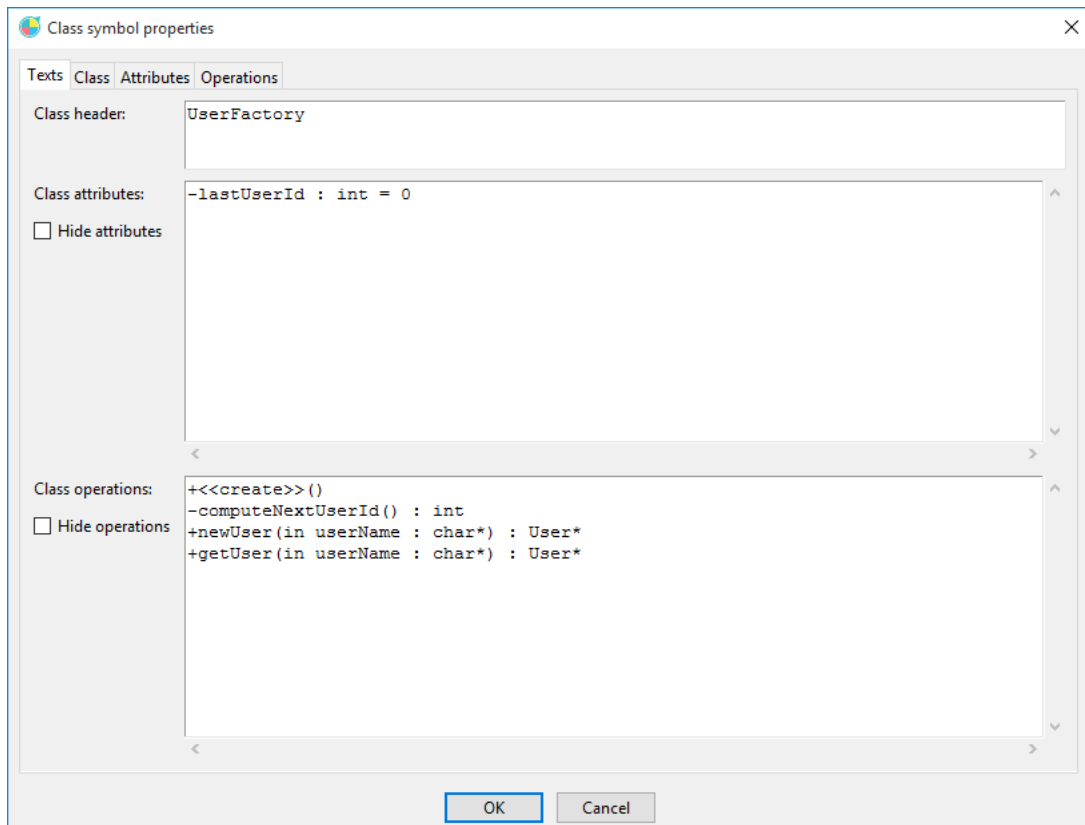 Class symbol properties
Texts Class Attributes Operations
Class header:
UserFactory
Class attributes:
-lastUserId : int = 0
Hide attributes
Class operations:
+<<create>>()
Hide operations
-computeNextUserId() : int
+newUser(in userName : char*) : User*
+getUser(in userName : char*) : User*
OK Cancel